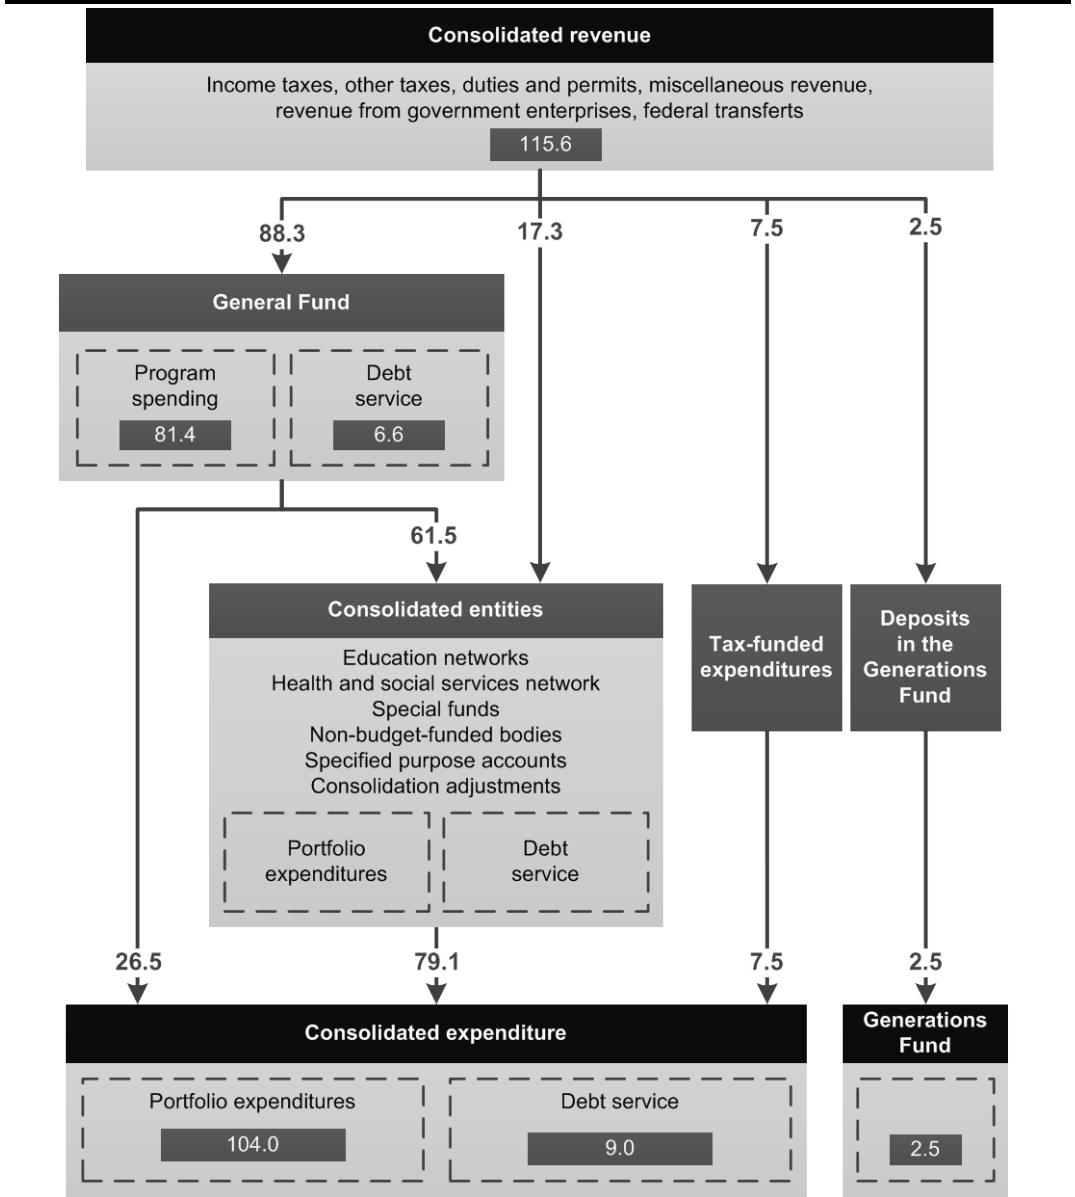 Consolidated revenue
Income taxes, other taxes, duties and permits, miscellaneous revenue,
revenue from government enterprises, federal transferts
115.6
88.3
17.3
7.5
2.5
General Fund
Program
spending
81.4
Debt
service
6.6
61.5
Consolidated entities
Education networks
Health and social services network
Special funds
Non-budget-funded bodies
Specified purpose accounts
Consolidation adjustments
Portfolio
expenditures
Debt
service
Tax-funded
expenditures
Deposits
in the
Generations
Fund
26.5
79.1
7.5
2.5
Consolidated expenditure
Portfolio expenditures
104.0
Debt service
9.0
Generations
Fund
2.5